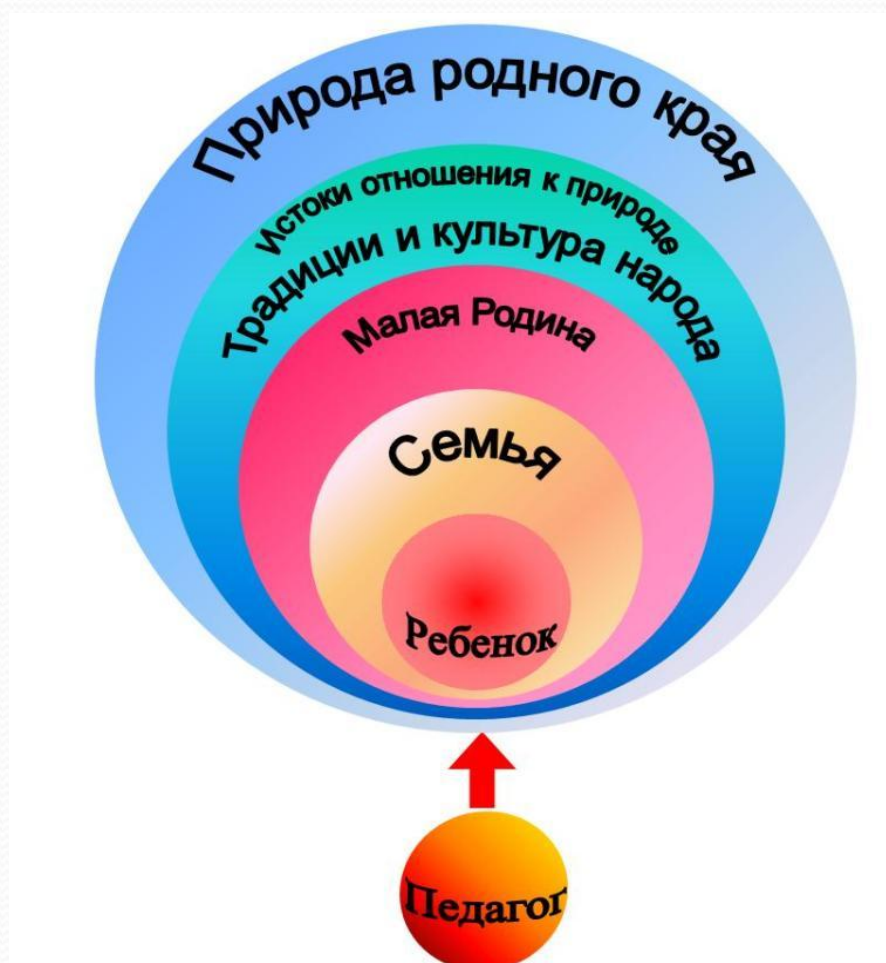 Природа родного края
Истоки отношения к природе
Традиции и культура народа
Малая Родина
Семья
Ребенок
Педагог